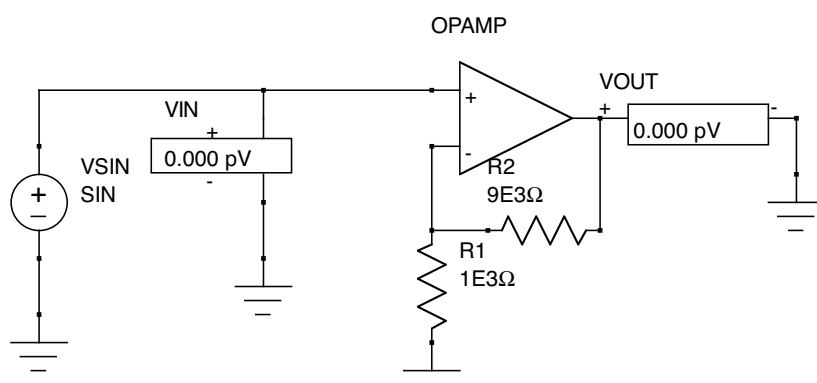 OPAMP
VIN
+
0.000 pV
-
VSIN
SIN
+
-
VOUT
+
0.000 pV
-
R2
9E3Ω
R1
1E3Ω